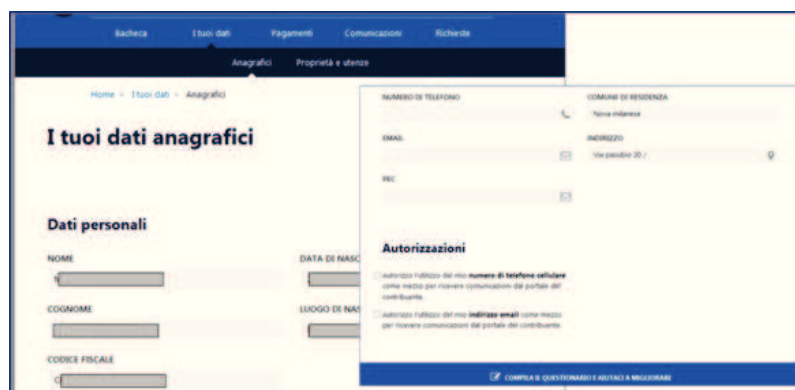 Bacheca I tuoi dati Pagamenti Comunicazioni Richieste
Anagrafici Proprietà e utenze
Home > I tuoi dati > Anagrafici
I tuoi dati anagrafici
Dati personali
NOME
DATA DI NASC
N
COGNOME
LUOGO DI NAS
CODICE FISCALE
C
NUMERO DI TELEFONO
COMUNE DI RESIDENZA
Nova milanese
EMAIL
INDIRIZZO
Via pasubio 20 /
PEC
Autorizzazioni
Autorizzo l'utilizzo del mio numero di telefono cellulare
come mezzo per ricevere comunicazioni dal portale del
contribuente.
Autorizzo l'utilizzo del mio indirizzo email come mezzo
per ricevere comunicazioni dal portale del contribuente.
COMPILA IL QUESTIONARIO E AIUTACI A MIGLIORARE